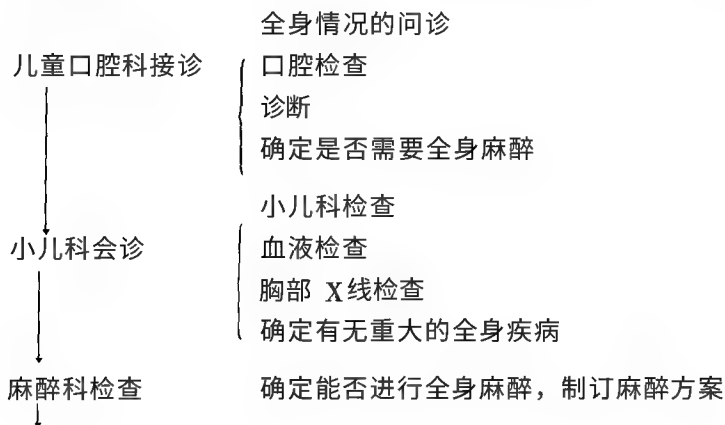 全身情况的问诊
儿童口腔科接诊
口腔检查
诊断
确定是否需要全身麻醉
小儿科检查
小儿科会诊
血液检查
胸部 X线检查
确定有无重大的全身疾病
麻醉科检查
确定能否进行全身麻醉，制订麻醉方案